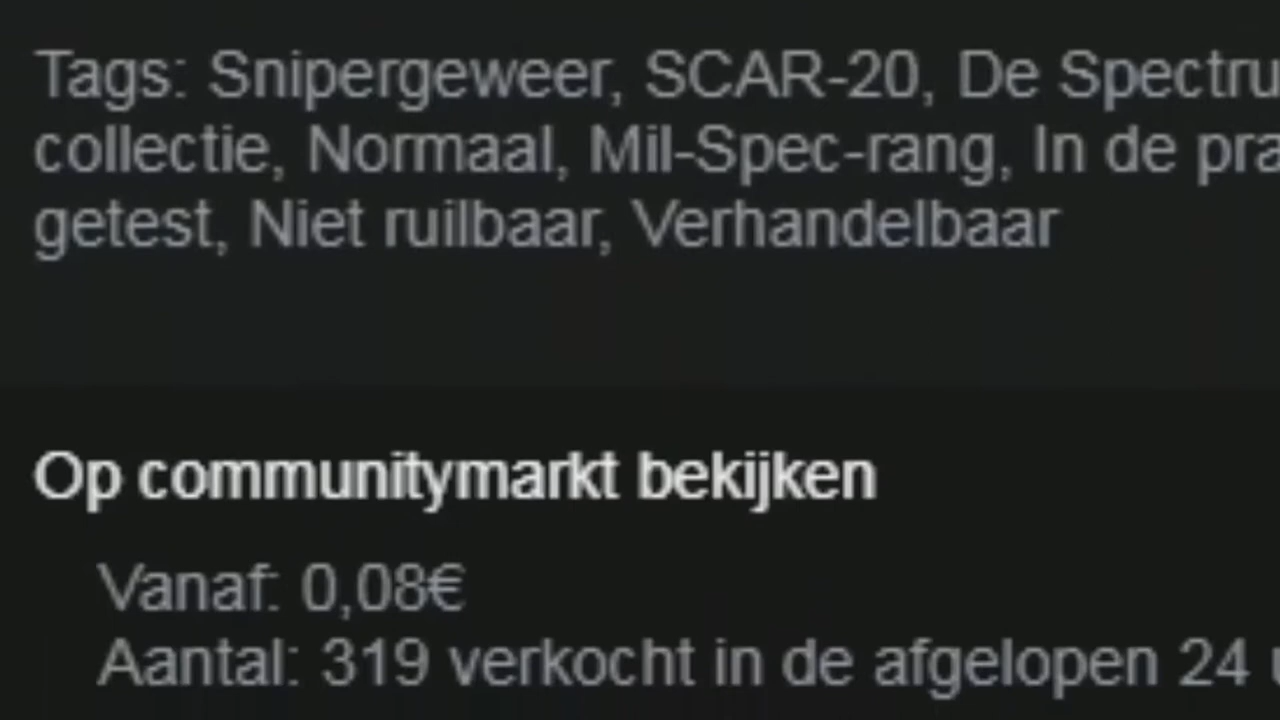 Tags: Snipergeweer, SCAR-20, De Spectru
collectie, Normaal, Mil-Spec-rang, In de pra
getest, Niet ruilbaar, Verhandelbaar
Op communitymarkt bekijken
Vanaf: 0,08€
Aantal: 319 verkocht in de afgelopen 24